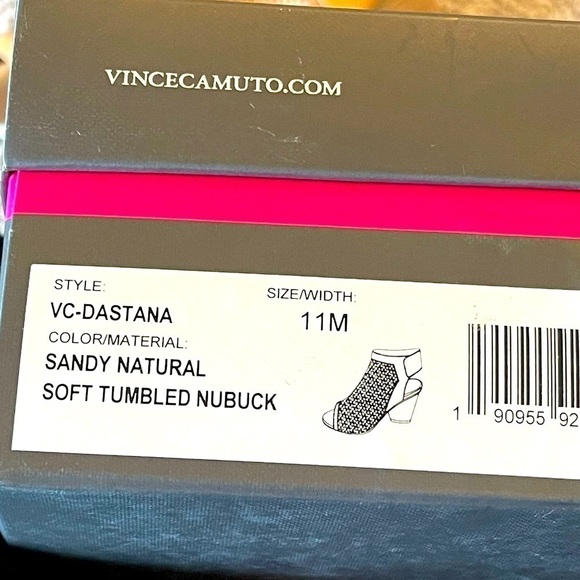 VINCECAMUTO.COM
STYLE:
VC-DASTANA
COLOR/MATERIAL:
SANDY NATURAL
SOFT TUMBLED NUBUCK
SIZE/WIDTH:
11M
1 90955 92